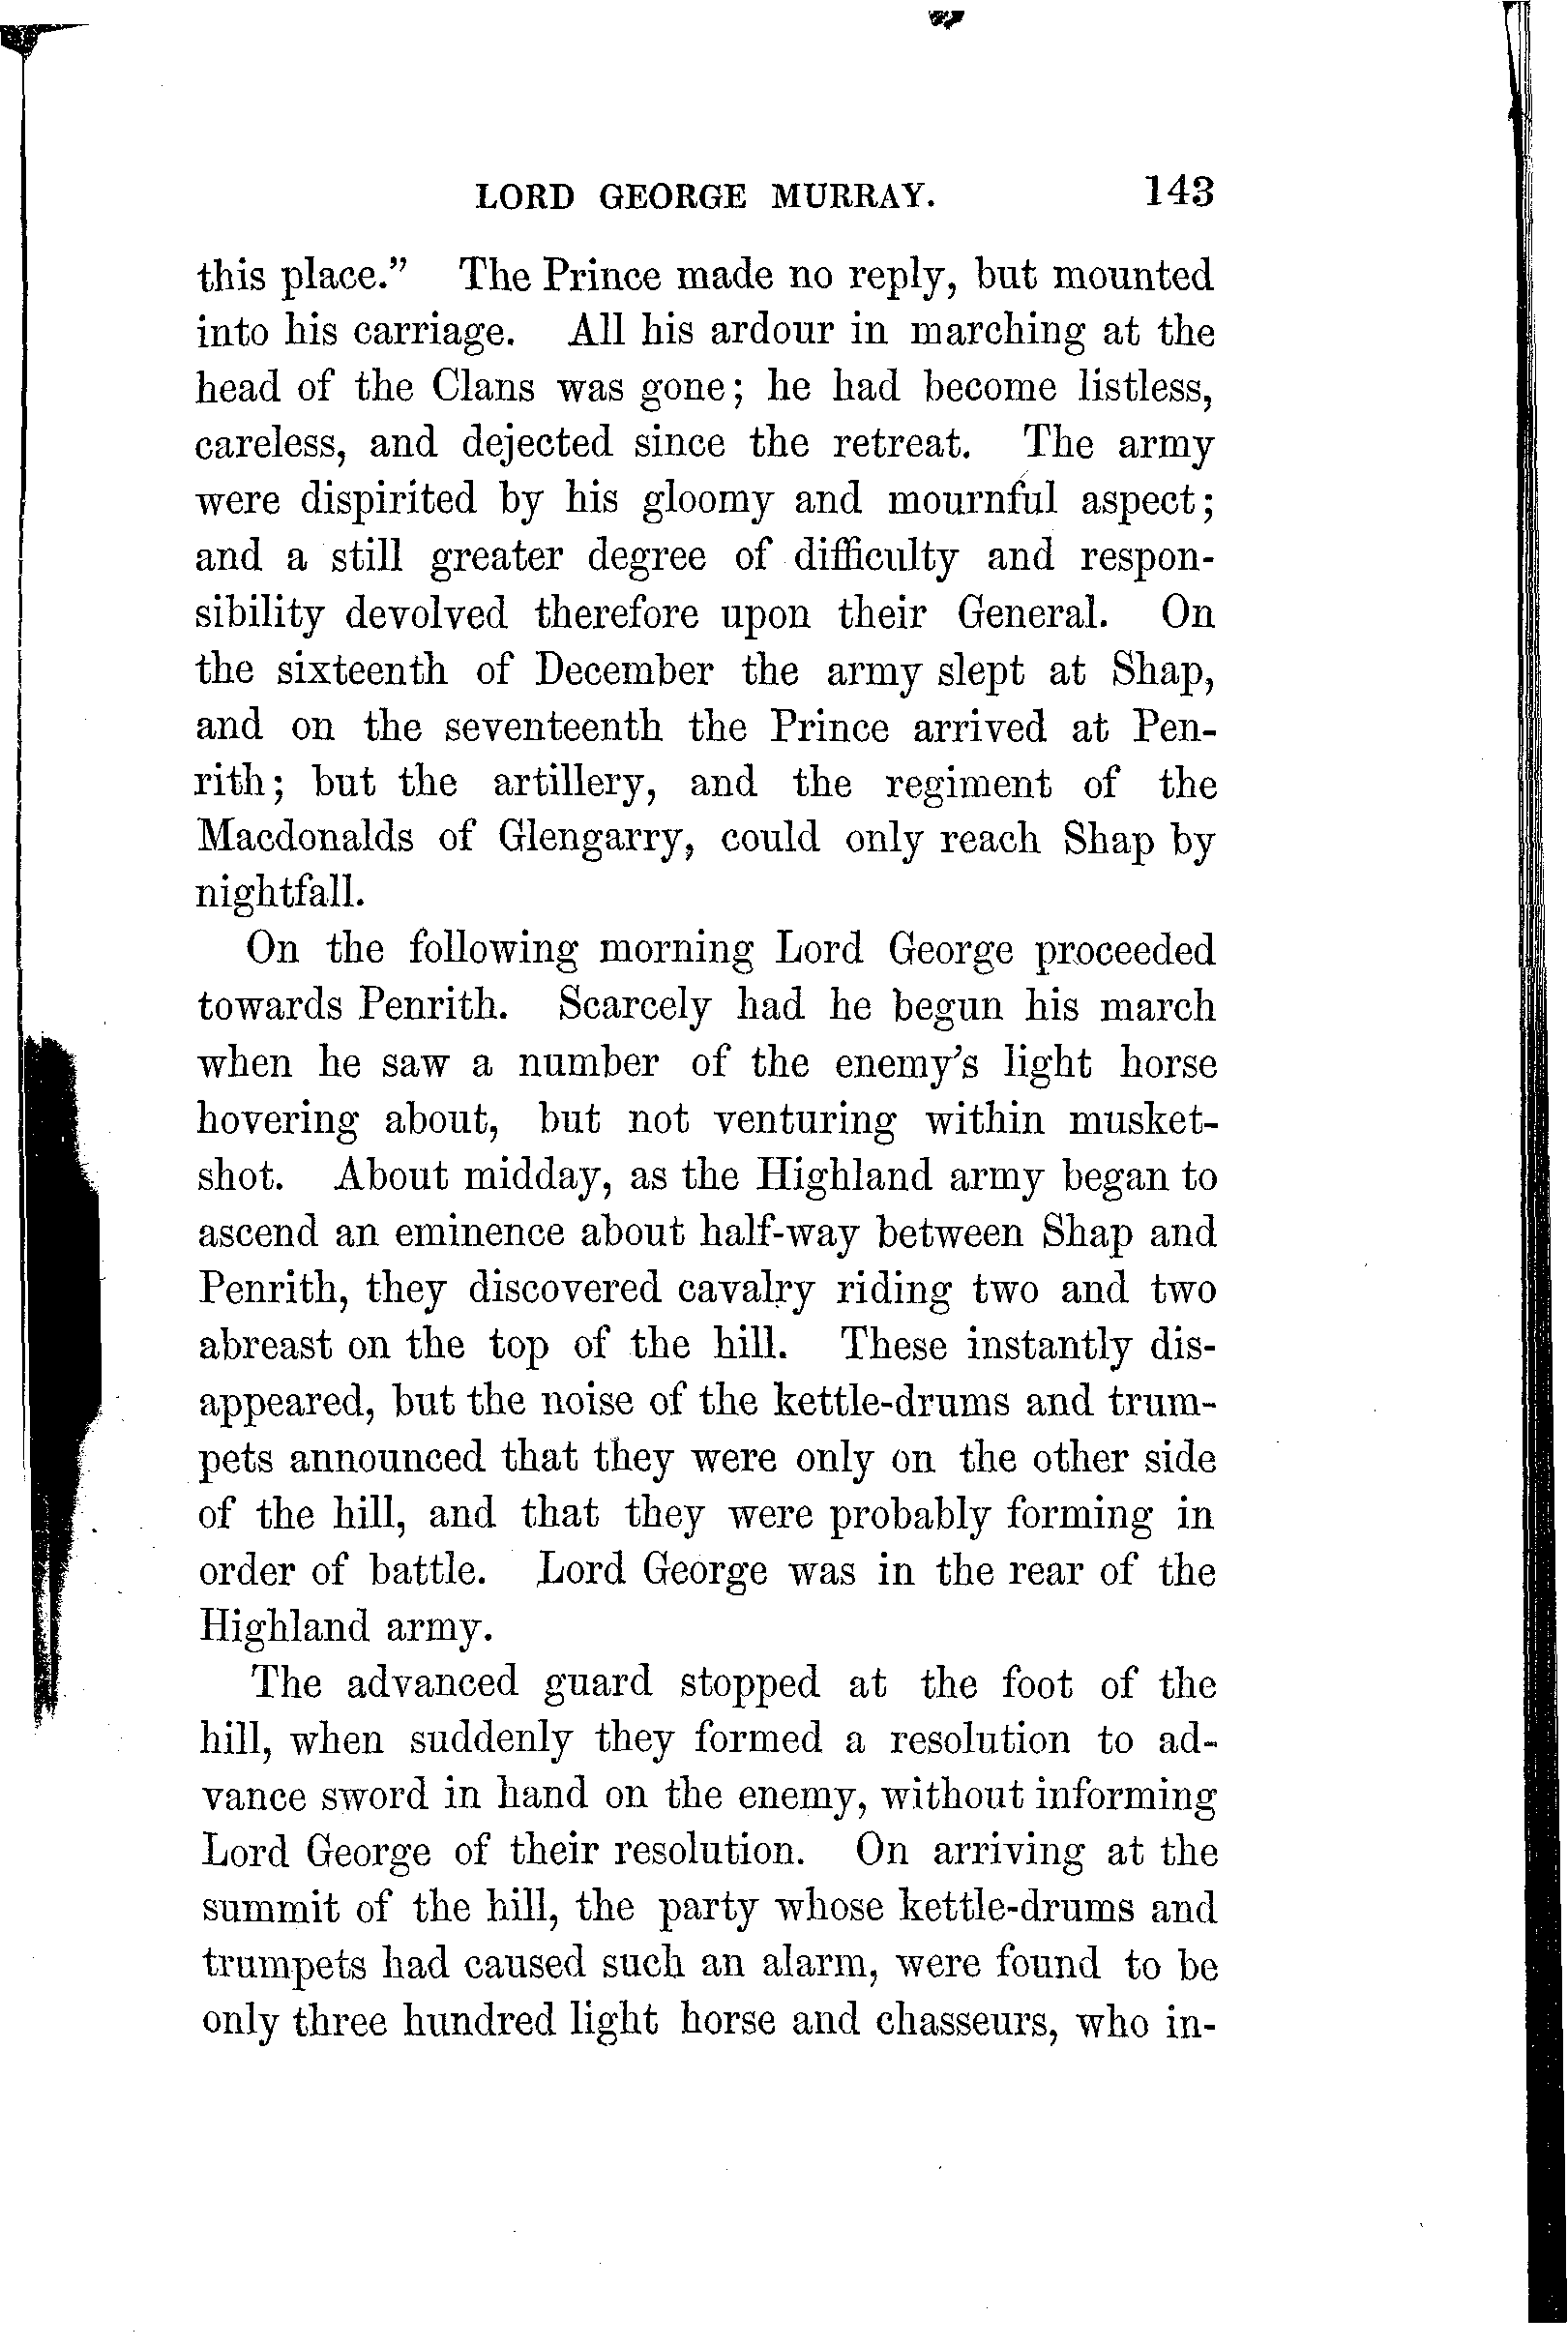 LORD GEORGE MURRAY. 143
this place.” The Prince made no reply, but mounted
into his carriage. All his ardour in marching at the
head of the Clans was gone; he had become listless,
careless, and dejected since the retreat. The army
were dispirited by his gloomy and mournful aspect;
and a still greater degree of difficulty and respon-
sibility devolved therefore upon their General. On
the sixteenth of December the army slept at Shap,
and on the seventeenth the Prince arrived at Pen-
rith; but the artillery, and the regiment of the
Macdonalds of Glengarry, could only reach Shap by
nightfall.
On the following morning Lord George proceeded
towards Penrith. Scarcely had he begun his march
when he saw a number of the enemy’s light horse
hovering about, but not venturing within musket-
shot. About midday, as the Highland army began to
ascend an eminence about half-way between Shap and
Penrith, they discovered cavalry riding two and two
abreast on the top of the hill. These instantly dis-
appeared, but the noise of the kettle-drums and trum-
pets announced that they were only on the other side
of the hill, and that they were probably forming in
order of battle. Lord George was in the rear of the
Highland army.
The advanced guard stopped at the foot of the
hill, when suddenly they formed a resolution to ad-
vance sword in hand on the enemy, without informing
Lord George of their resolution. On arriving at the
summit of the hill, the party whose kettle-drums and
trumpets had caused such an alarm, were found to be
only three hundred light horse and chasseurs, who in-